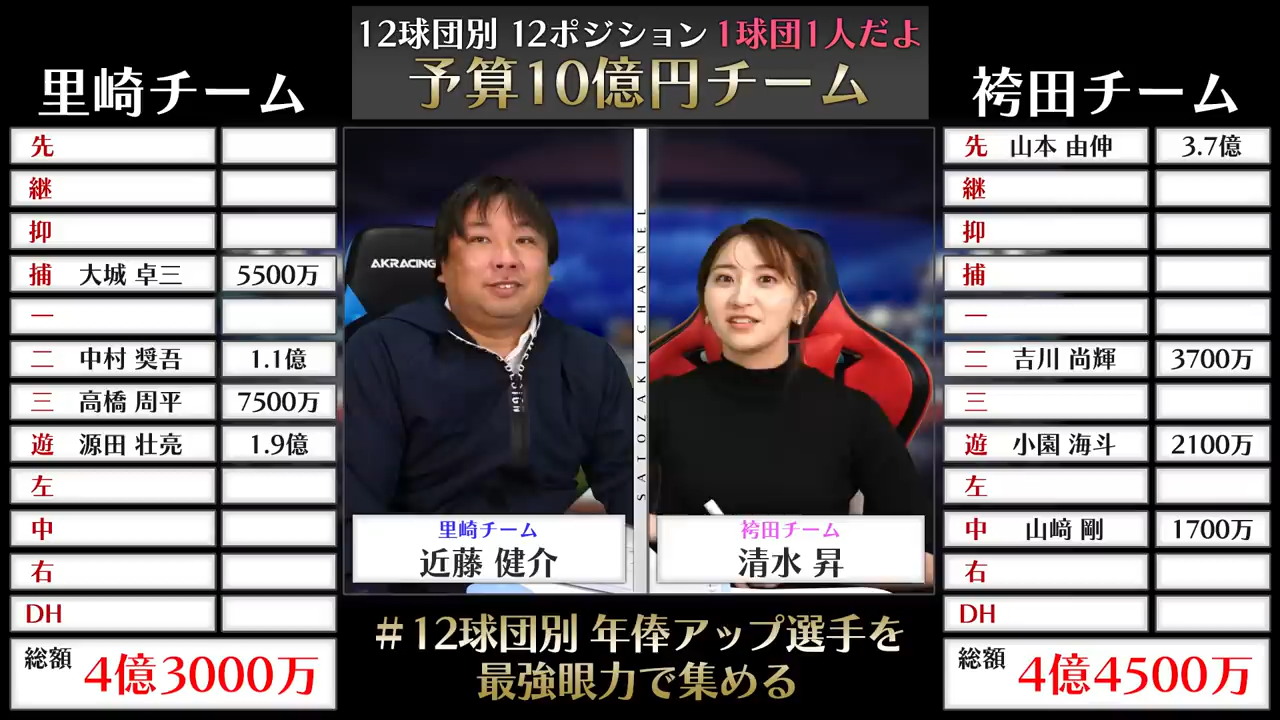 12球団別 12ポジション 1球団1人だよ
予算10億円チーム
里崎チーム
先
継
抑
捕 大城 卓三 5500万
一
二 中村 奨吾 1.1億
三 高橋 周平 7500万
遊 源田 壮亮 1.9億
左
中
右
DH
総額 4億3000万
AKRACING
DESIGN
SATOZAKI CHANNEL
里崎チーム
近藤 健介
袴田チーム
清水 昇
#12球団別 年俸アップ選手を
最強眼力で集める
袴田チーム
先 山本 由伸 3.7億
継
抑
捕
一
二 吉川 尚輝 3700万
三
遊 小園 海斗 2100万
左
中 山﨑 剛 1700万
右
DH
総額 4億4500万